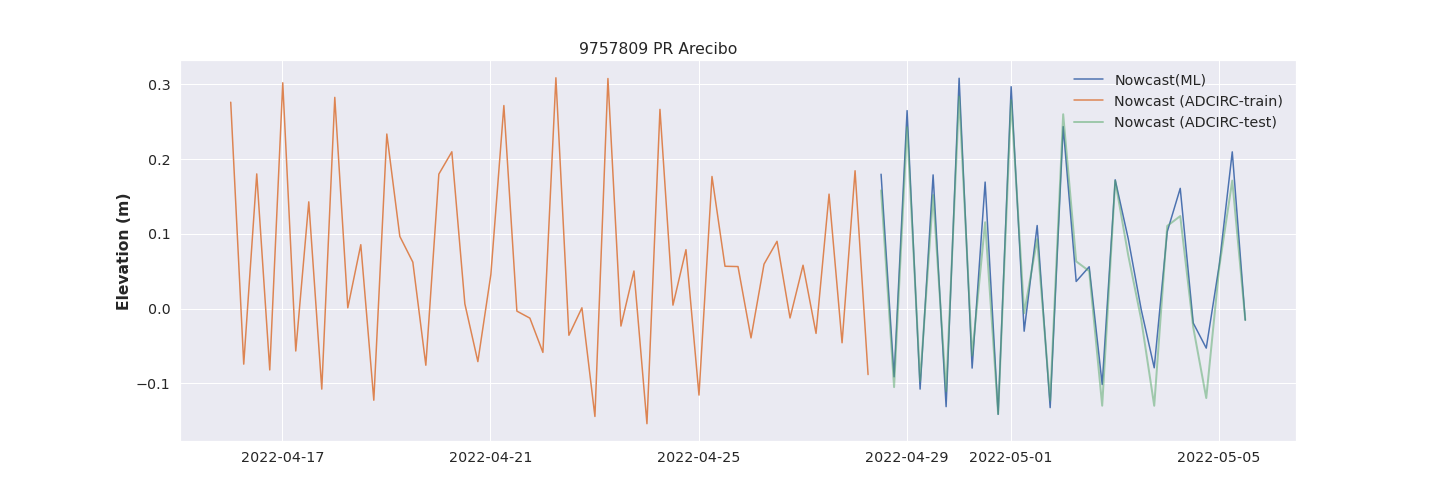 9757809 PR Arecibo
Elevation (m)
0.3
0.2
0.1
0.0
−0.1
Nowcast(ML)
Nowcast (ADCIRC-train)
Nowcast (ADCIRC-test)
2022-04-17
2022-04-21
2022-04-25
2022-04-29
2022-05-01
2022-05-05